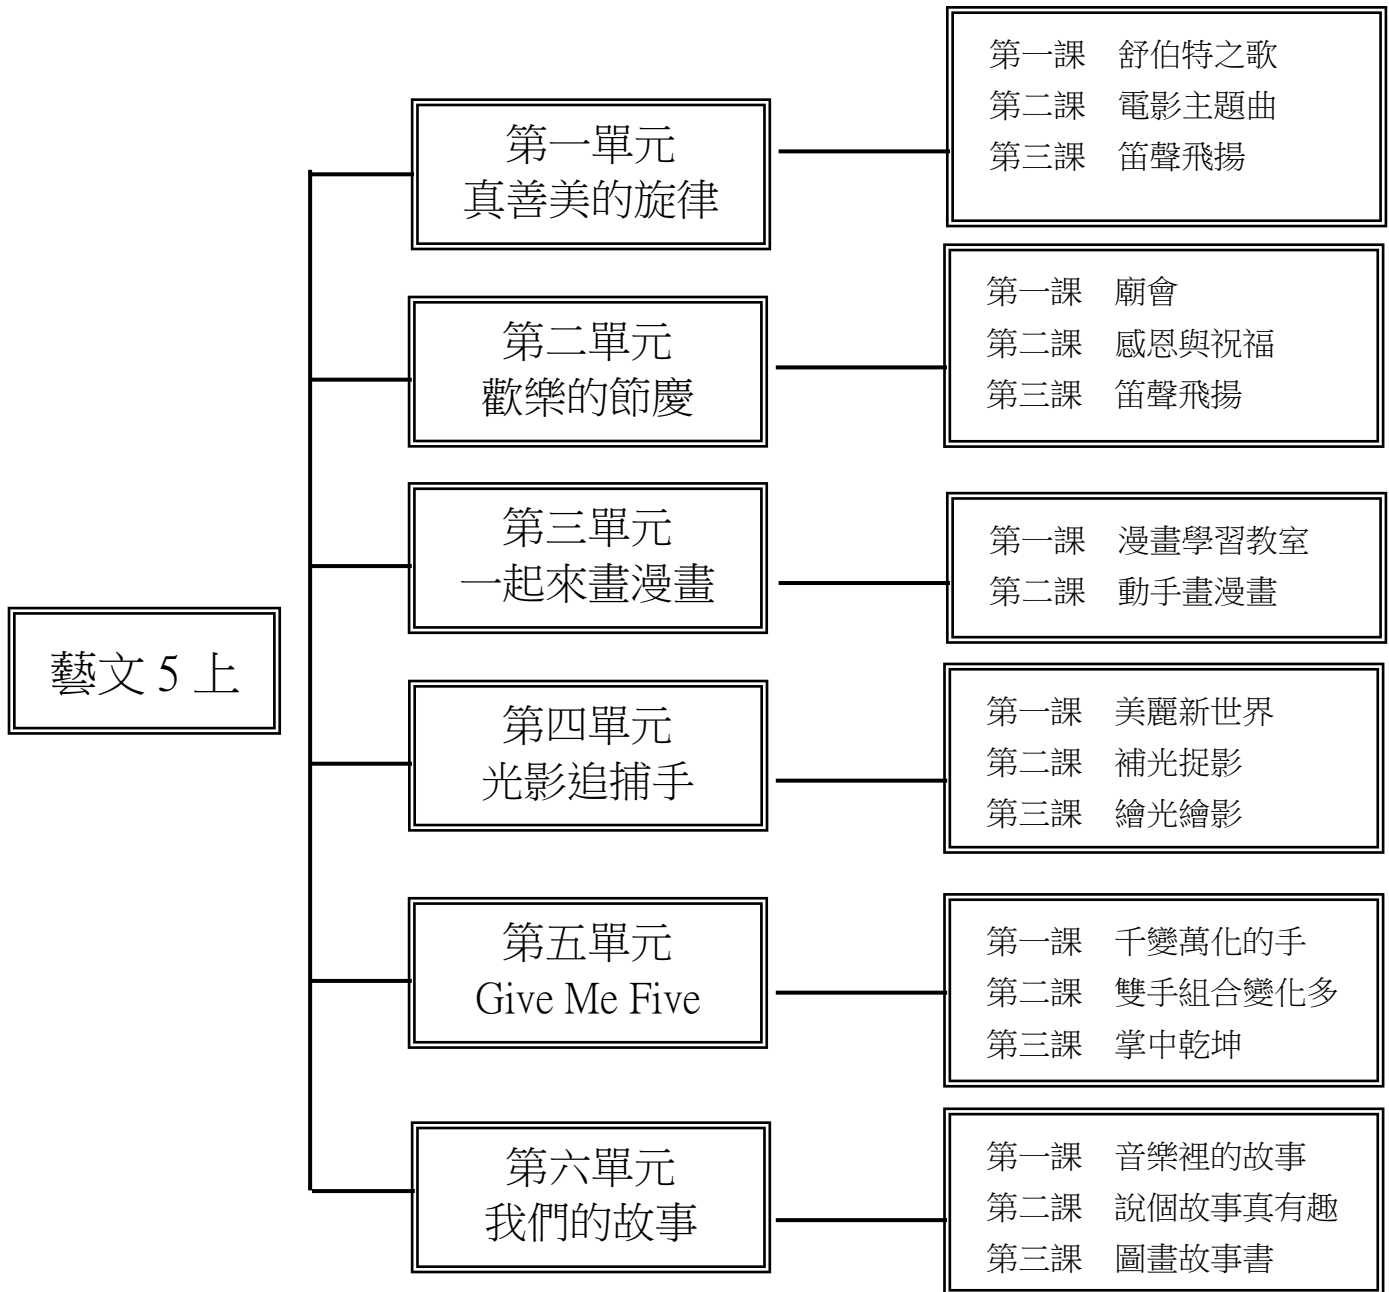 藝文 5 上
第一單元
真善美的旋律
第一課　舒伯特之歌
第二課　電影主題曲
第三課　笛聲飛揚
第二單元
歡樂的節慶
第一課　廟會
第二課　感恩與祝福
第三課　笛聲飛揚
第三單元
一起來畫漫畫
第一課　漫畫學習教室
第二課　動手畫漫畫
第四單元
光影追捕手
第一課　美麗新世界
第二課　補光捉影
第三課　繪光繪影
第五單元
Give Me Five
第一課　千變萬化的手
第二課　雙手組合變化多
第三課　掌中乾坤
第六單元
我們的故事
第一課　音樂裡的故事
第二課　說個故事真有趣
第三課　圖畫故事書